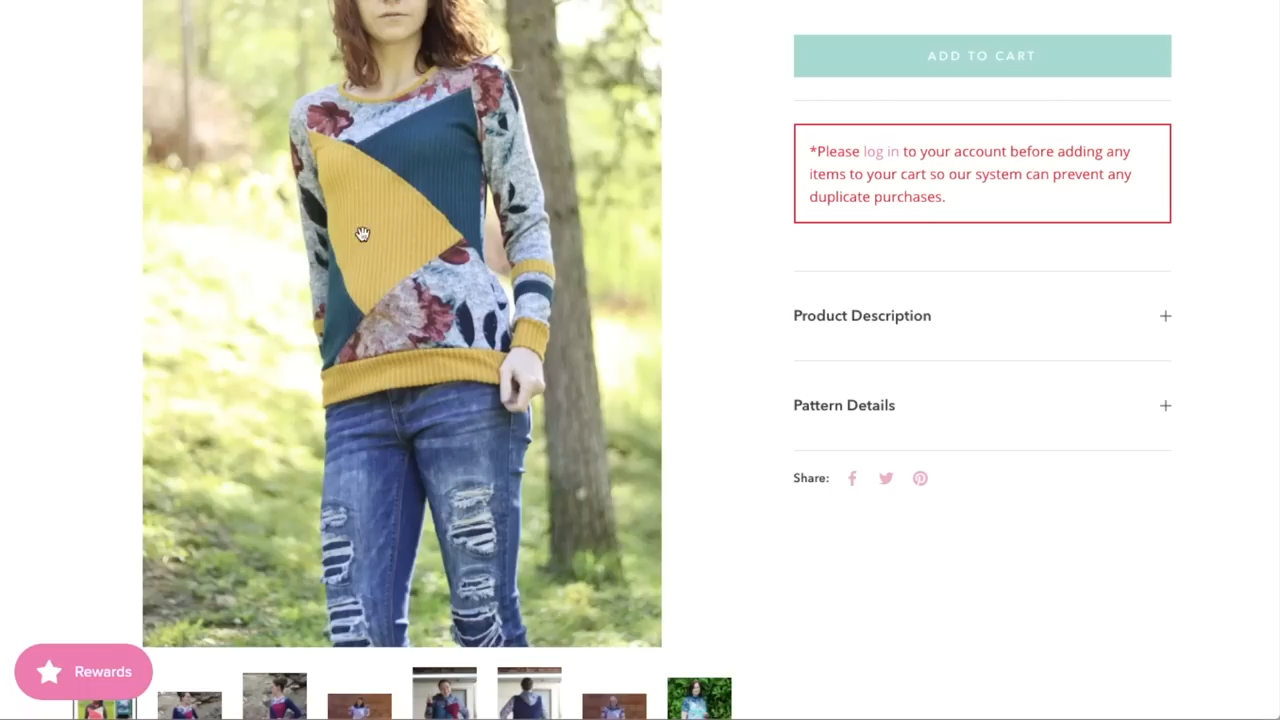 ADD TO CART
*Please log in to your account before adding any
items to your cart so our system can prevent any
duplicate purchases.
Product Description
Pattern Details
Share:
Rewards